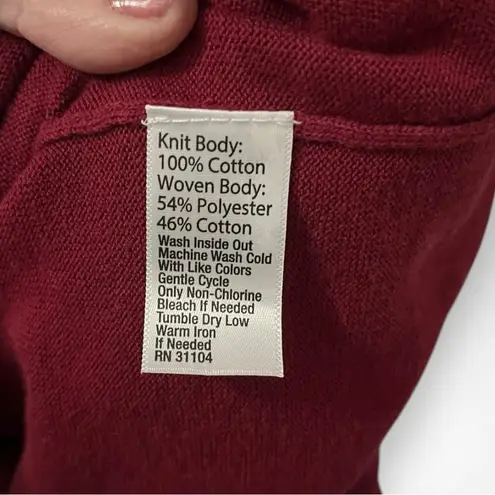 Knit Body:
100% Cotton
Woven Body:
54% Polyester
46% Cotton
Wash Inside Out
Machine Wash Cold
With Like Colors
Gentle Cycle
Only Non-Chlorine
Bleach If Needed
Tumble Dry Low
Warm Iron
If Needed
RN 31104